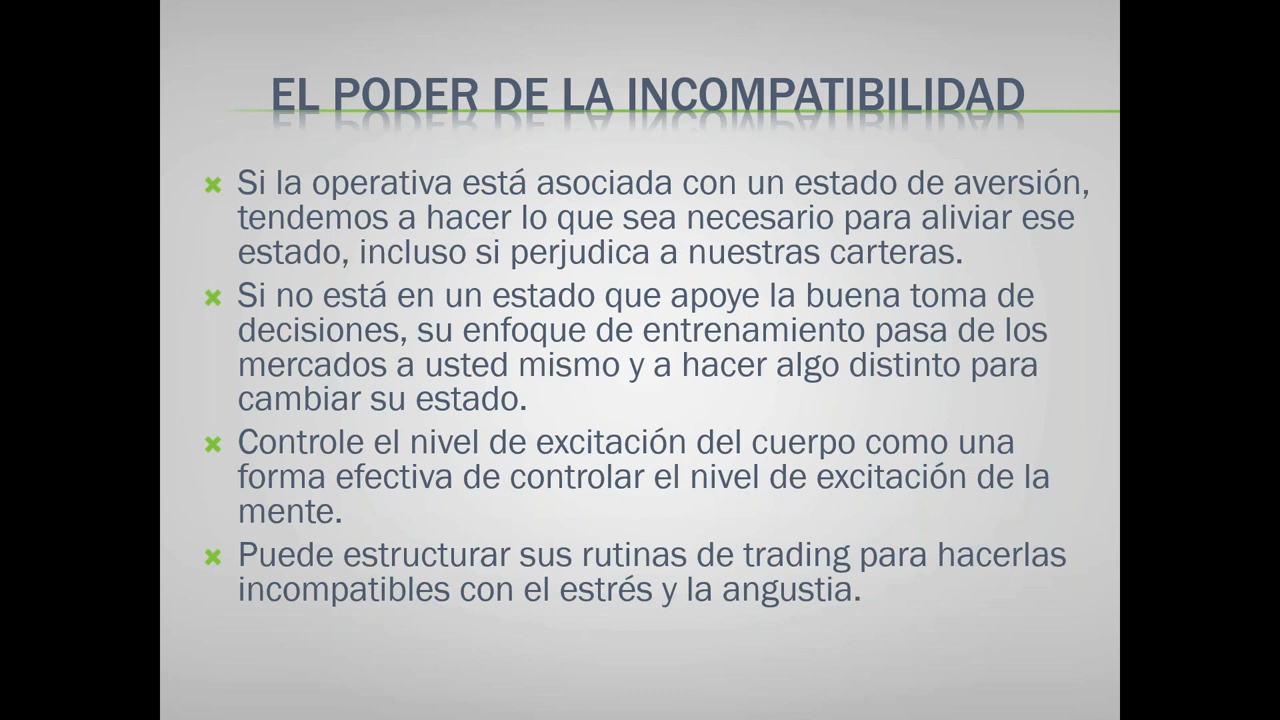 EL PODER DE LA INCOMPATIBILIDAD
Si la operativa está asociada con un estado de aversión,
tendemos a hacer lo que sea necesario para aliviar ese
estado, incluso si perjudica a nuestras carteras.
Si no está en un estado que apoye la buena toma de
decisiones, su enfoque de entrenamiento pasa de los
mercados a usted mismo y a hacer algo distinto para
cambiar su estado.
Controle el nivel de excitación del cuerpo como una
forma efectiva de controlar el nivel de excitación de la
mente.
Puede estructurar sus rutinas de trading para hacerlas
incompatibles con el estrés y la angustia.